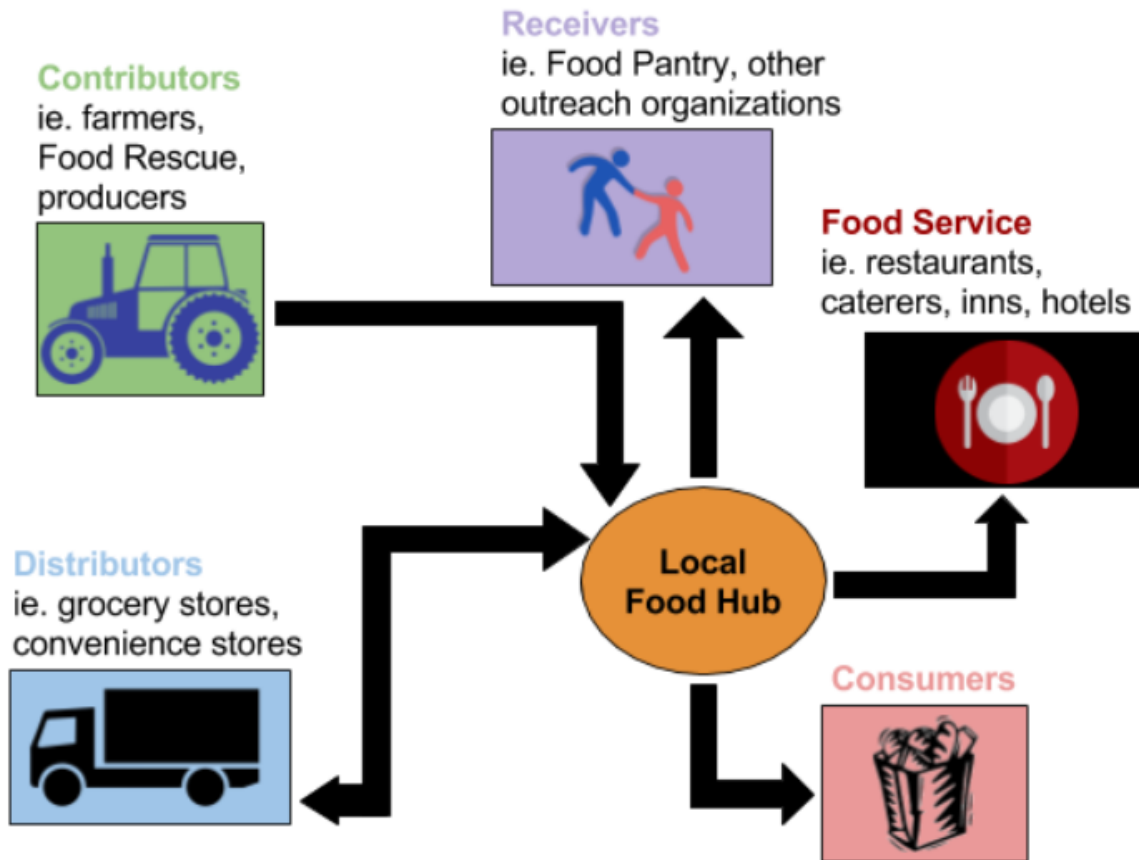 Receivers
ie. Food Pantry, other
outreach organizations
Contributors
ie. farmers,
Food Rescue,
producers
Food Service
ie. restaurants,
caterers, inns, hotels
Distributors
ie. grocery stores,
convenience stores
Local
Food Hub
Consumers